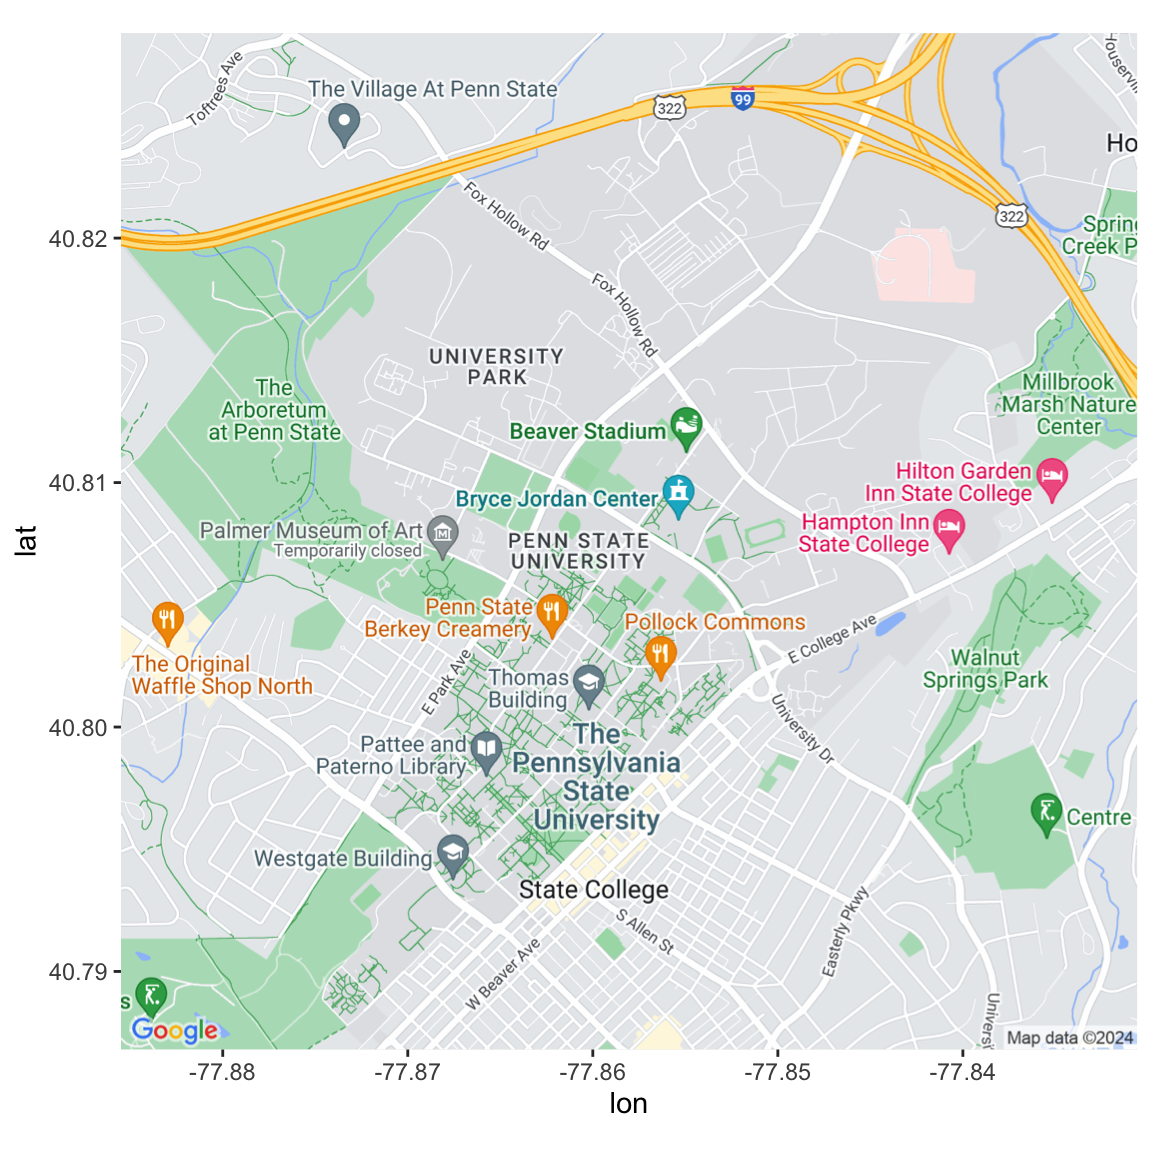 Toftrees Ave
The Village At Penn State
322
99
Ho
322
Fox Hollow Rd
Spring
Creek P
40.82
Fox Hollow Rd
UNIVERSITY
PARK
The
Arboretum
at Penn State
Millbrook
Marsh Nature
Center
Beaver Stadium
Hilton Garden
Inn State College
40.81
Bryce Jordan Center
Palmer Museum of Art
Temporarily closed
Hampton Inn
State College
PENN STATE
UNIVERSITY
lat
Penn State
Berkey Creamery
Pollock Commons
E College Ave
The Original
Waffle Shop North
E Park Ave
Thomas
Building
Walnut
Springs Park
40.80
University Dr
Pattee and
Paterno Library
The
Pennsylvania
State
University
Centre
Westgate Building
State College
S Allen St
Easterly Pkwy
W Beaver Ave
40.79
s
Google
Universi
Map data ©2024
-77.88
-77.87
-77.86
-77.85
-77.84
lon